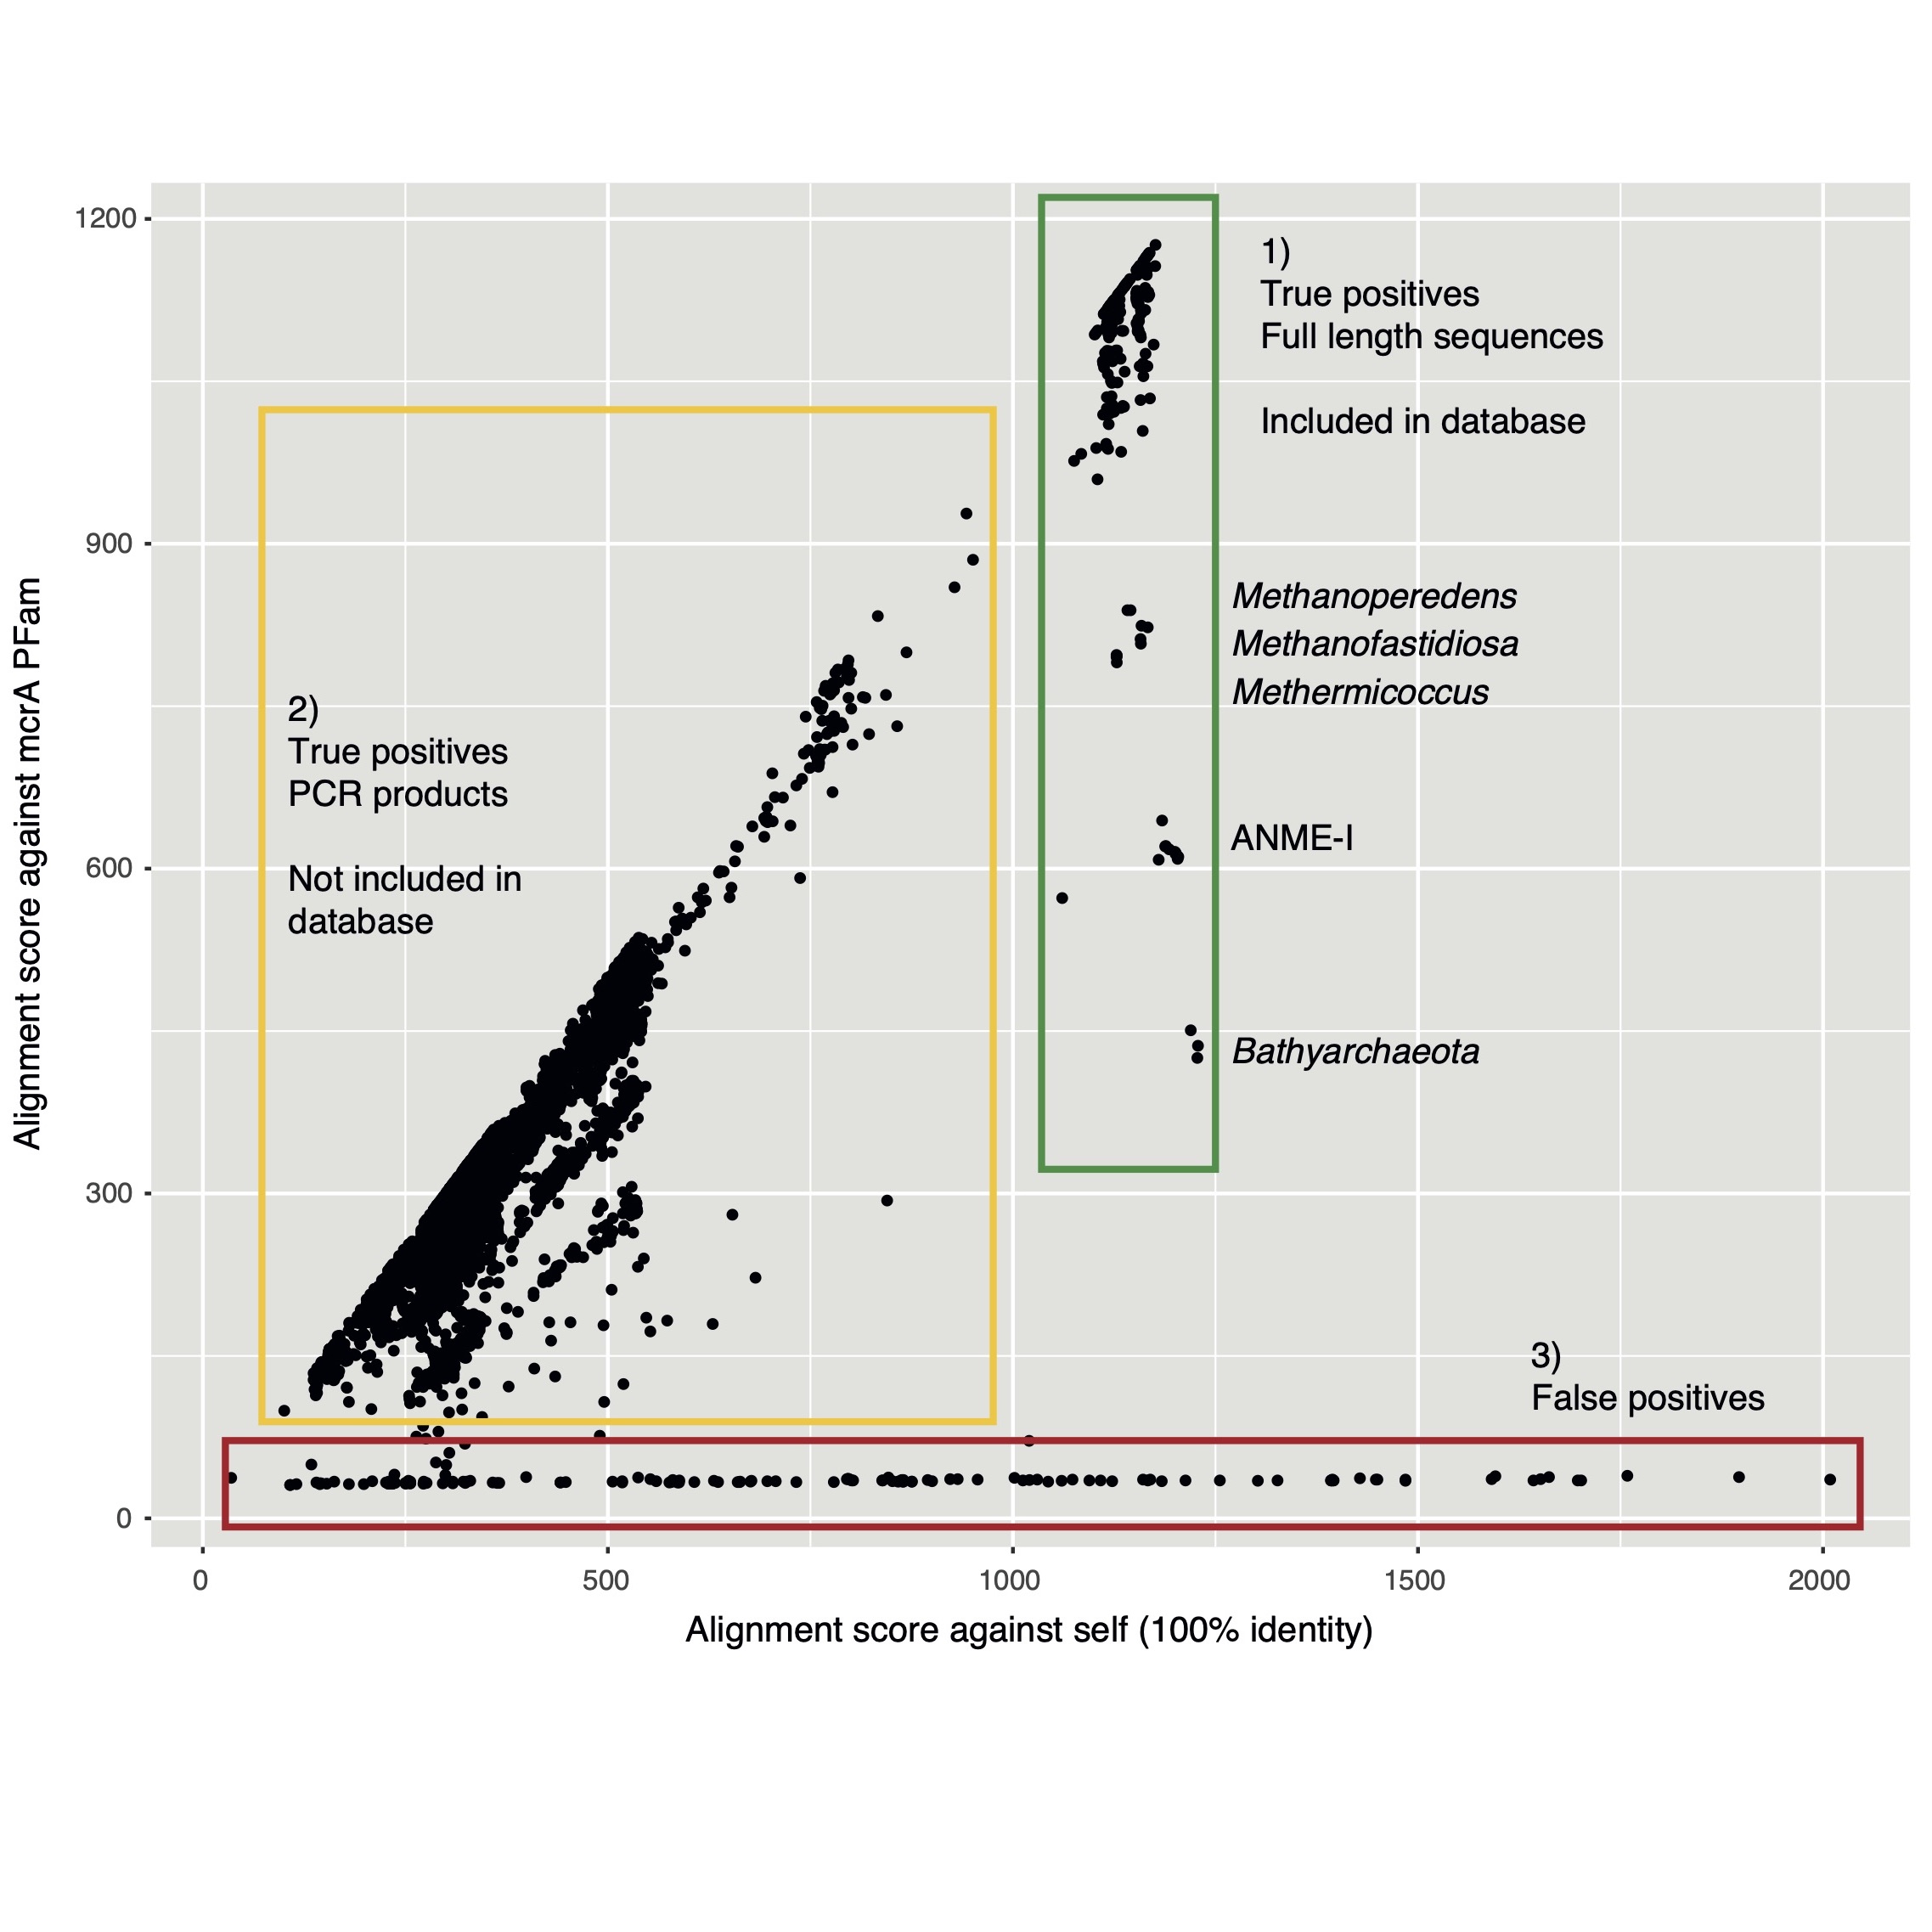 1200
900
600
300
0
Alignment score against mcrA PFam
1)
True positives
Full length sequences
Included in database
Methanoperedens
Methanofastidiosa
Methermicoccus
ANME-I
Bathyarchaeota
2)
True positives
PCR products
Not included in
database
3)
False positives
0
500
1000
1500
2000
Alignment score against self (100% identity)